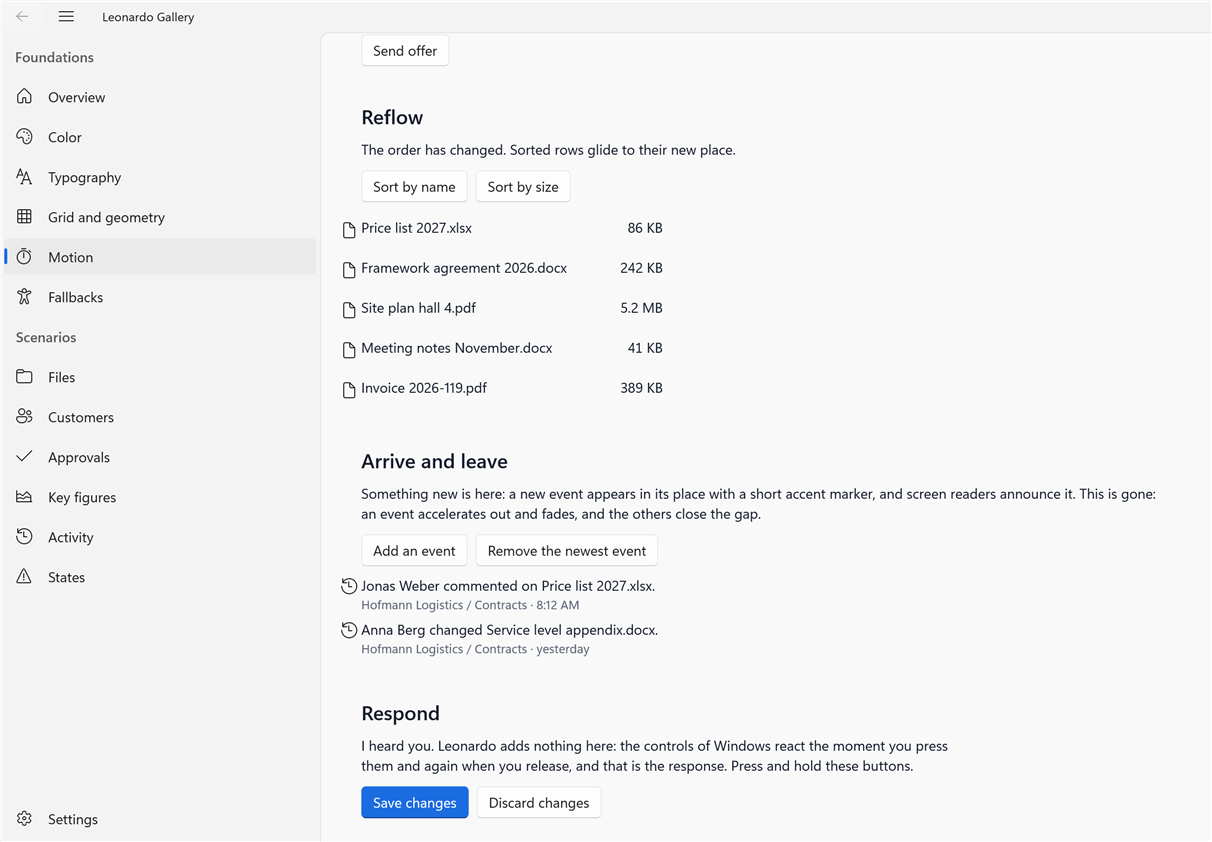 Leonardo Gallery
Foundations
Overview
Color
Typography
Grid and geometry
Motion
Fallbacks
Scenarios
Files
Customers
Approvals
Key figures
Activity
States
Settings
Send offer
Reflow
The order has changed. Sorted rows glide to their new place.
Sort by name
Sort by size
Price list 2027.xlsx 86 KB
Framework agreement 2026.docx 242 KB
Site plan hall 4.pdf 5.2 MB
Meeting notes November.docx 41 KB
Invoice 2026-119.pdf 389 KB
Arrive and leave
Something new is here: a new event appears in its place with a short accent marker, and screen readers announce it. This is gone:
an event accelerates out and fades, and the others close the gap.
Add an event
Remove the newest event
Jonas Weber commented on Price list 2027.xlsx.
Hofmann Logistics / Contracts · 8:12 AM
Anna Berg changed Service level appendix.docx.
Hofmann Logistics / Contracts · yesterday
Respond
I heard you. Leonardo adds nothing here: the controls of Windows react the moment you press
them and again when you release, and that is the response. Press and hold these buttons.
Save changes
Discard changes